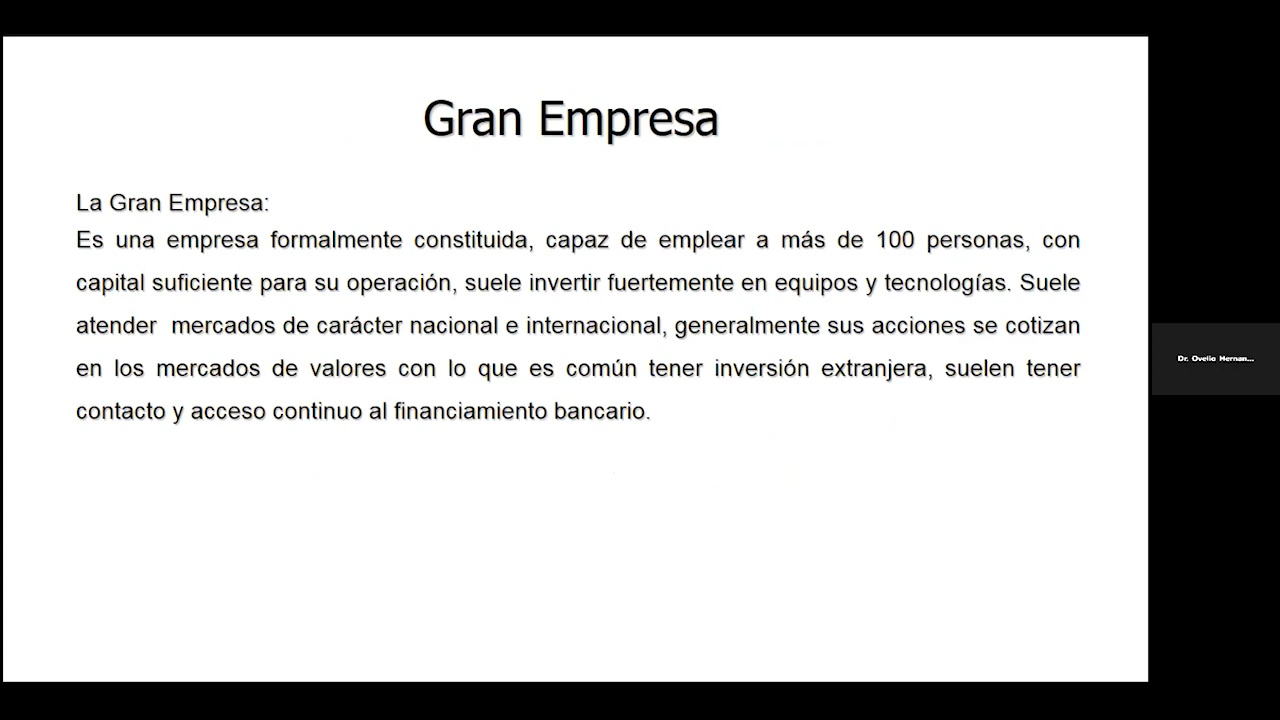 Gran Empresa
La Gran Empresa:
Es una empresa formalmente constituida, capaz de emplear a más de 100 personas, con
capital suficiente para su operación, suele invertir fuertemente en equipos y tecnologías. Suele
atender mercados de carácter nacional e internacional, generalmente sus acciones se cotizan
en los mercados de valores con lo que es común tener inversión extranjera, suelen tener
contacto y acceso continuo al financiamiento bancario.
Dr. Ovelio Hernan...